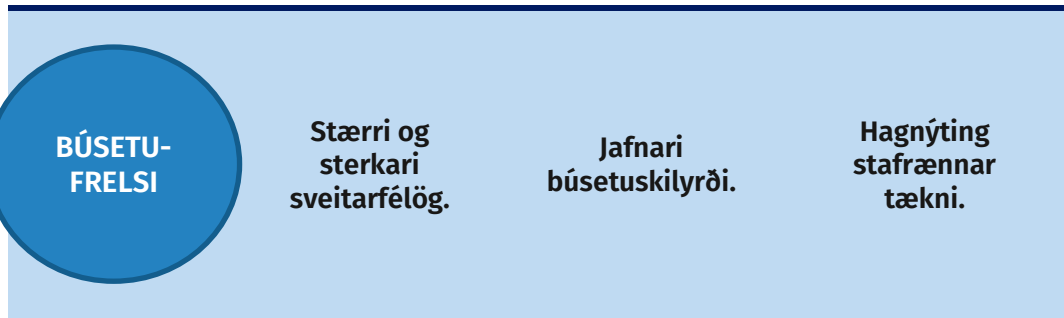 BÚSETU-
FRELSI
Stærri og
sterkari
sveitarfélög.
Jafnari
búsetuskilyrði.
Hagnýting
stafrænnar
tækni.